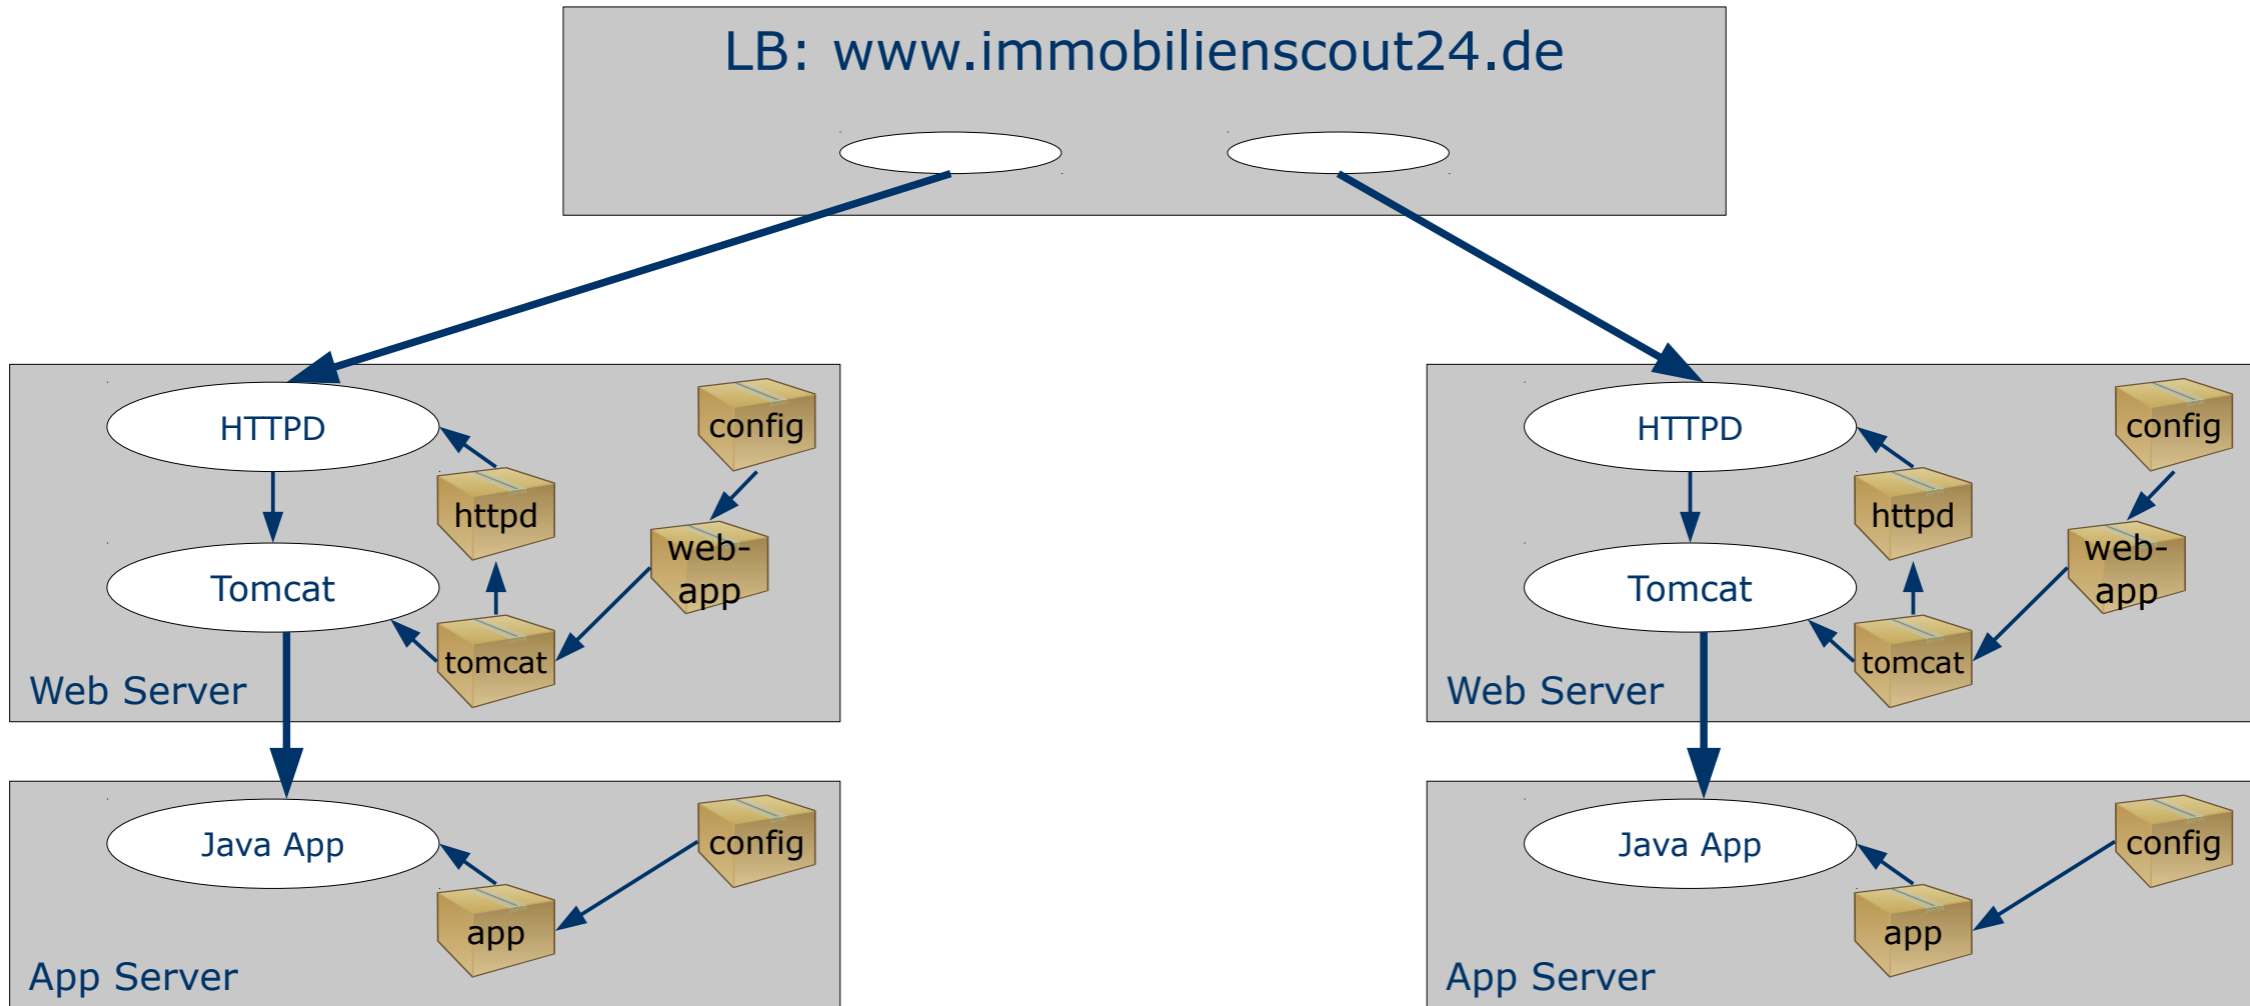 LB: www.immobilienscout24.de
HTTPD
config
httpd
web-
app
Tomcat
tomcat
Web Server
HTTPD
config
httpd
web-
app
Tomcat
tomcat
Web Server
Java App
config
app
App Server
Java App
config
app
App Server